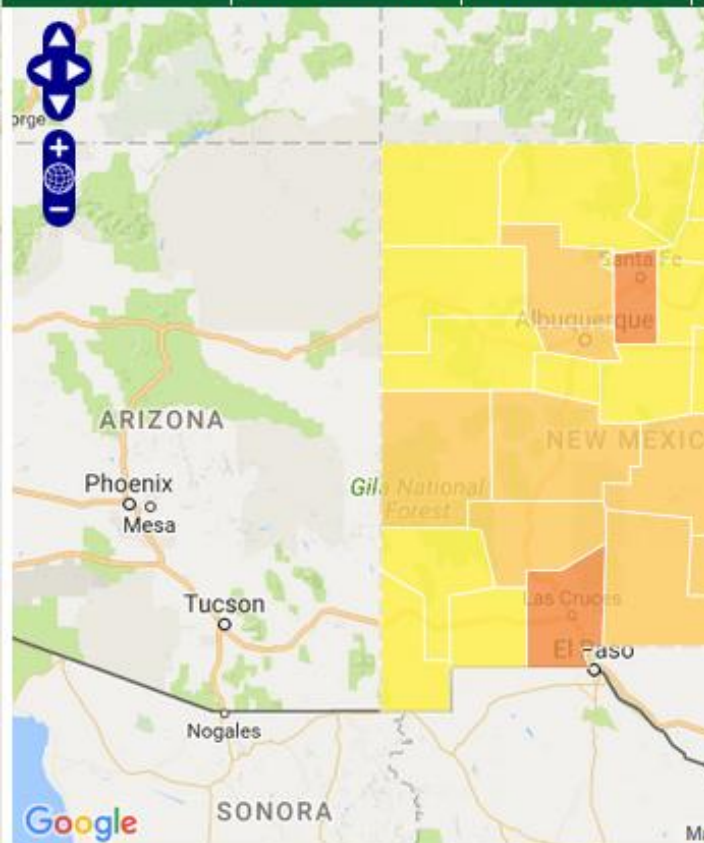 orge
+
−
Santa Fe
Albuquerque
ARIZONA
NEW MEXIC
Phoenix
Mesa
Gila National
Forest
Tucson
Las Cruces
El Paso
Nogales
SONORA
Google
Ma